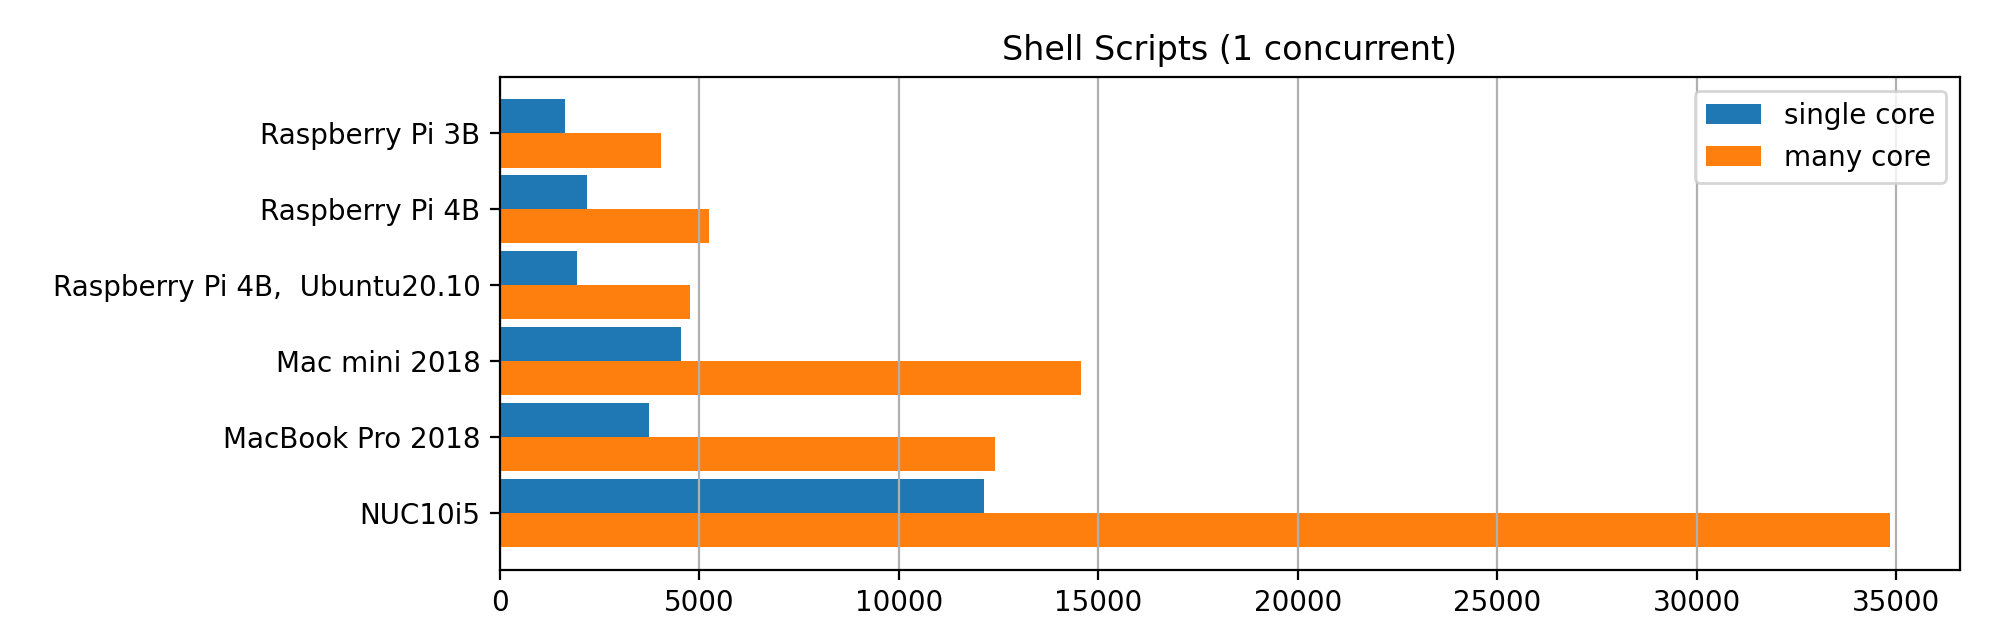 Shell Scripts (1 concurrent)
single core
many core
Raspberry Pi 3B
Raspberry Pi 4B
Raspberry Pi 4B,  Ubuntu20.10
Mac mini 2018
MacBook Pro 2018
NUC10i5
0 5000 10000 15000 20000 25000 30000 35000